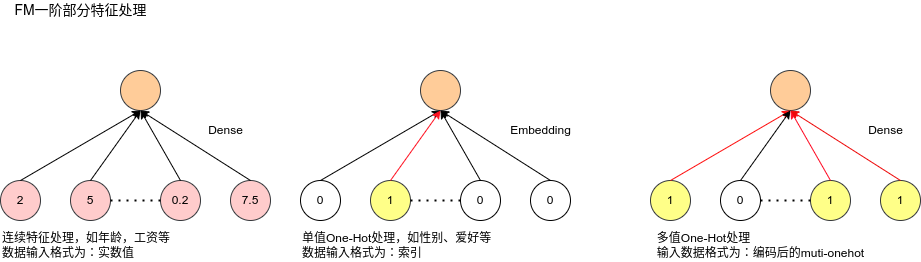 FM一阶部分特征处理
Dense
2
5
0.2
7.5
连续特征处理，如年龄，工资等
数据输入格式为：实数值
Embedding
0
1
0
0
单值One-Hot处理，如性别、爱好等
数据输入格式为：索引
Dense
1
0
1
1
多值One-Hot处理
输入数据格式为：编码后的muti-onehot